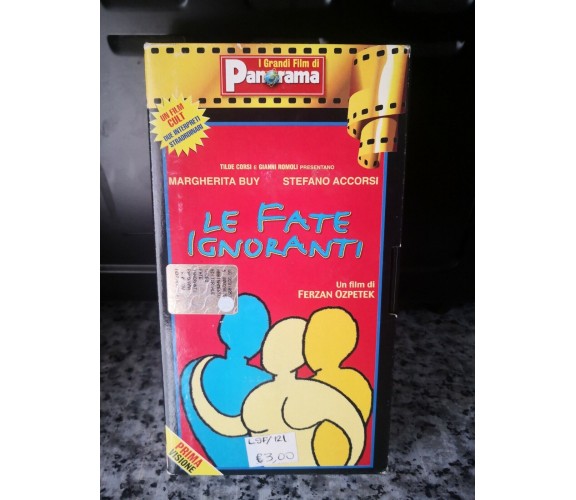 I Grandi Film di
Panorama
UN FILM
CULT
DUE INTERPRETI
STRAORDINARI
TILDE CORSI E GIANNI ROMOLI PRESENTANO
MARGHERITA BUY STEFANO ACCORSI
LE FATE
IGNORANTI
Un film di
FERZAN OZPETEK
PRIMA
VISIONE
€3,00